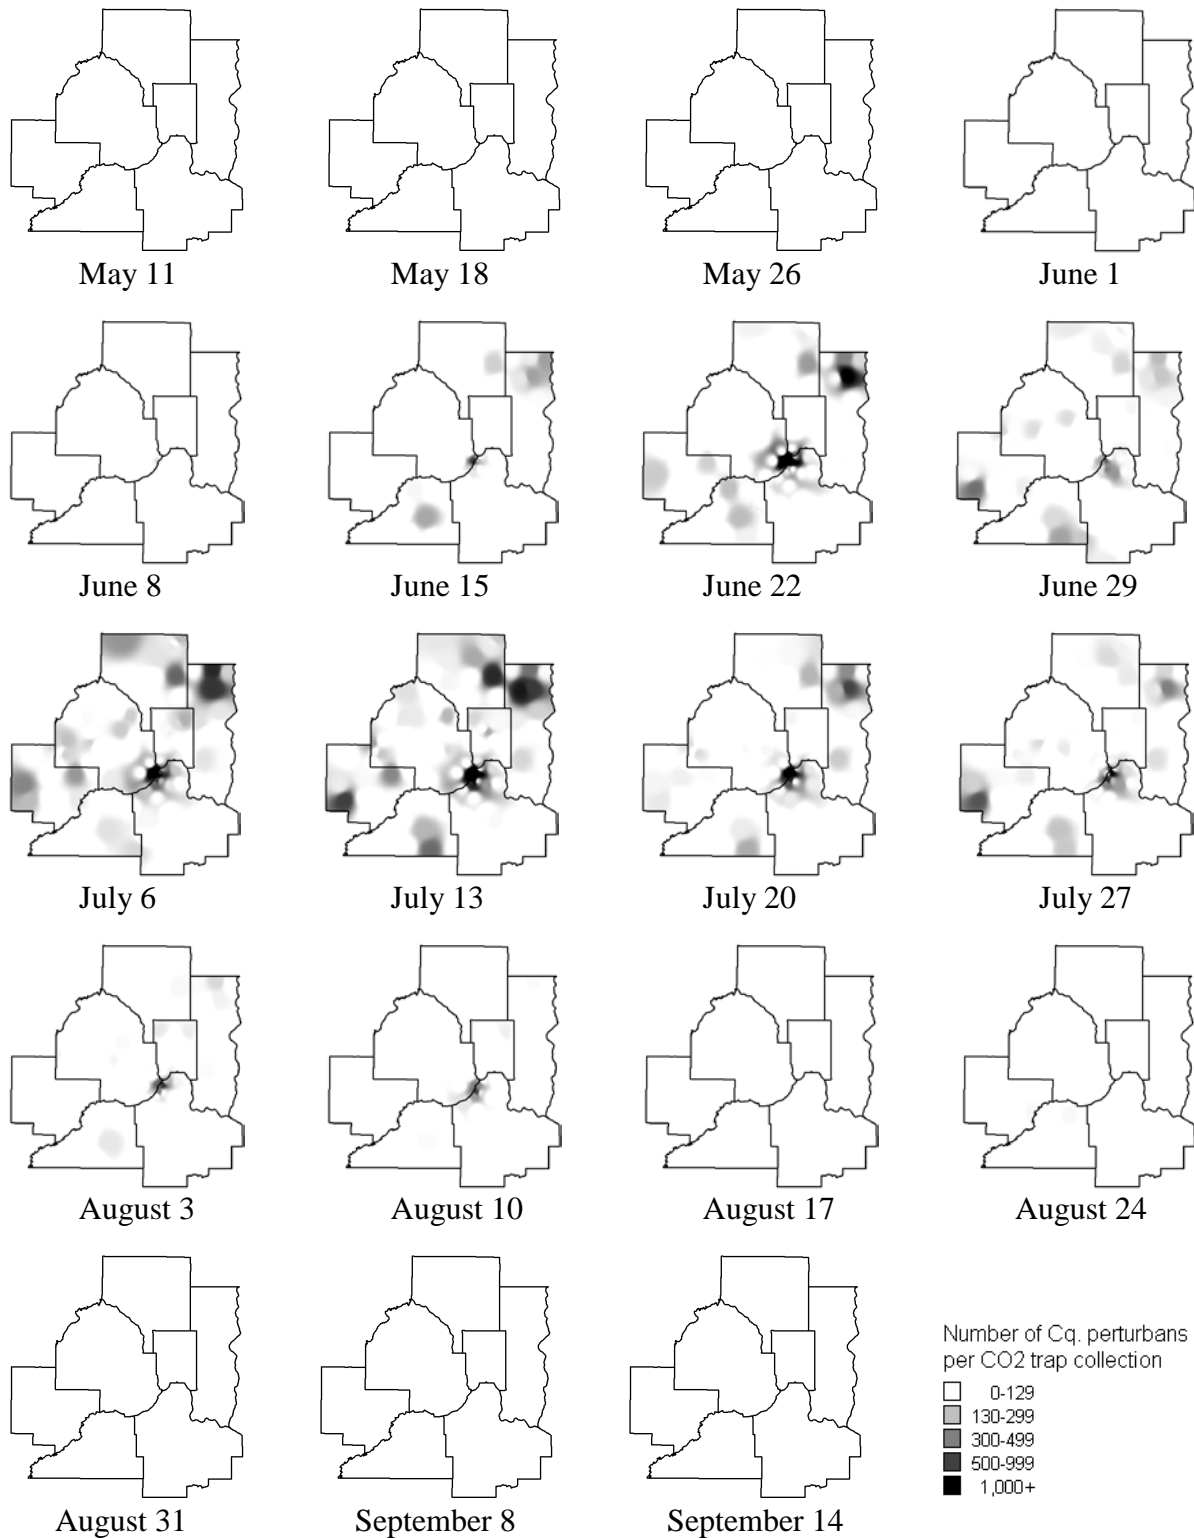 May 11
May 18
May 26
June 1
June 8
June 15
June 22
June 29
July 6
July 13
July 20
July 27
August 3
August 10
August 17
August 24
August 31
September 8
September 14
Number of Cq. perturbans
per CO2 trap collection
0-129
130-299
300-499
500-999
1,000+